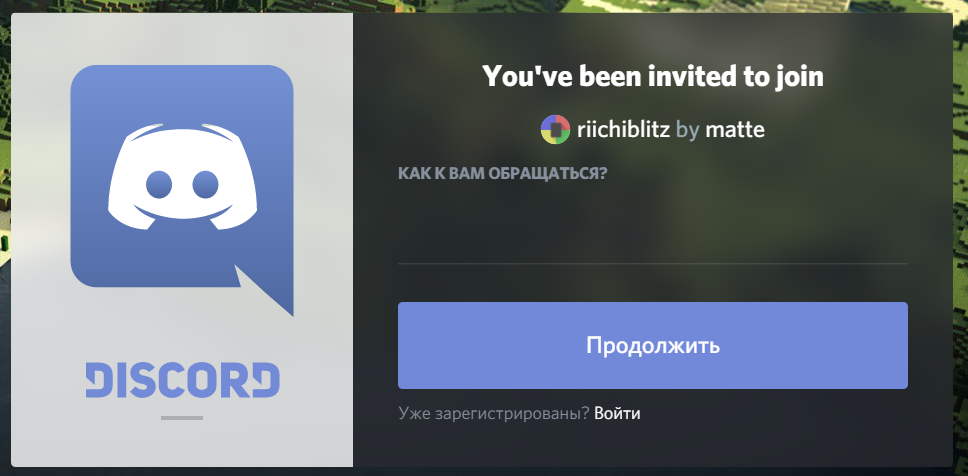 DISCORD
You've been invited to join
riichiblitz by matte
КАК К ВАМ ОБРАЩАТЬСЯ?
Продолжить
Уже зарегистрированы? Войти